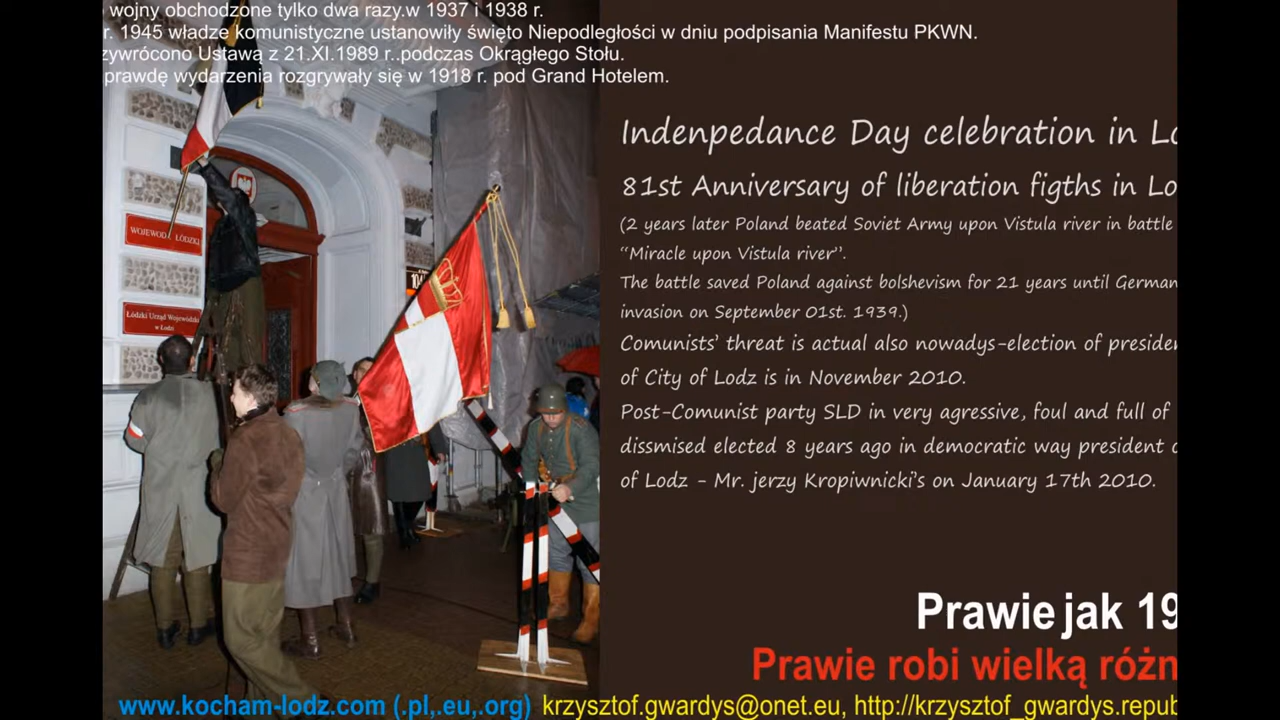 wojny obchodzone tylko dwa razy.w 1937 i 1938 r.
r. 1945 władze komunistyczne ustanowiły święto Niepodległości w dniu podpisania Manifestu PKWN.
zywrócono Ustawą z 21.XI.1989 r..podczas Okrągłego Stołu.
prawdę wydarzenia rozgrywały się w 1918 r. pod Grand Hotelem.
Indenpedance Day celebration in Lo
81st Anniversary of liberation figths in Lo
(2 years later Poland beated Soviet Army upon Vistula river in battle
“Miracle upon Vistula river”.
The battle saved Poland against bolshevism for 21 years until German
invasion on September 01st. 1939.)
Comunists’ threat is actual also nowadys-election of presiden
of City of Lodz is in November 2010.
Post-Comunist party SLD in very agressive, foul and full of
dissmised elected 8 years ago in democratic way president o
of Lodz - Mr. jerzy Kropiwnicki’s on January 17th 2010.
WOJEWODA ŁÓDZKI
Łódzki Urząd Wojewódzki
w Łodzi
104
Prawie jak 19
Prawie robi wielką różn
www.kocham-lodz.com (.pl,.eu,.org) krzysztof.gwardys@onet.eu, http://krzysztof_gwardys.repub